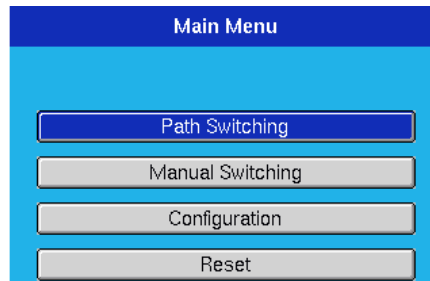 Main Menu
Path Switching
Manual Switching
Configuration
Reset